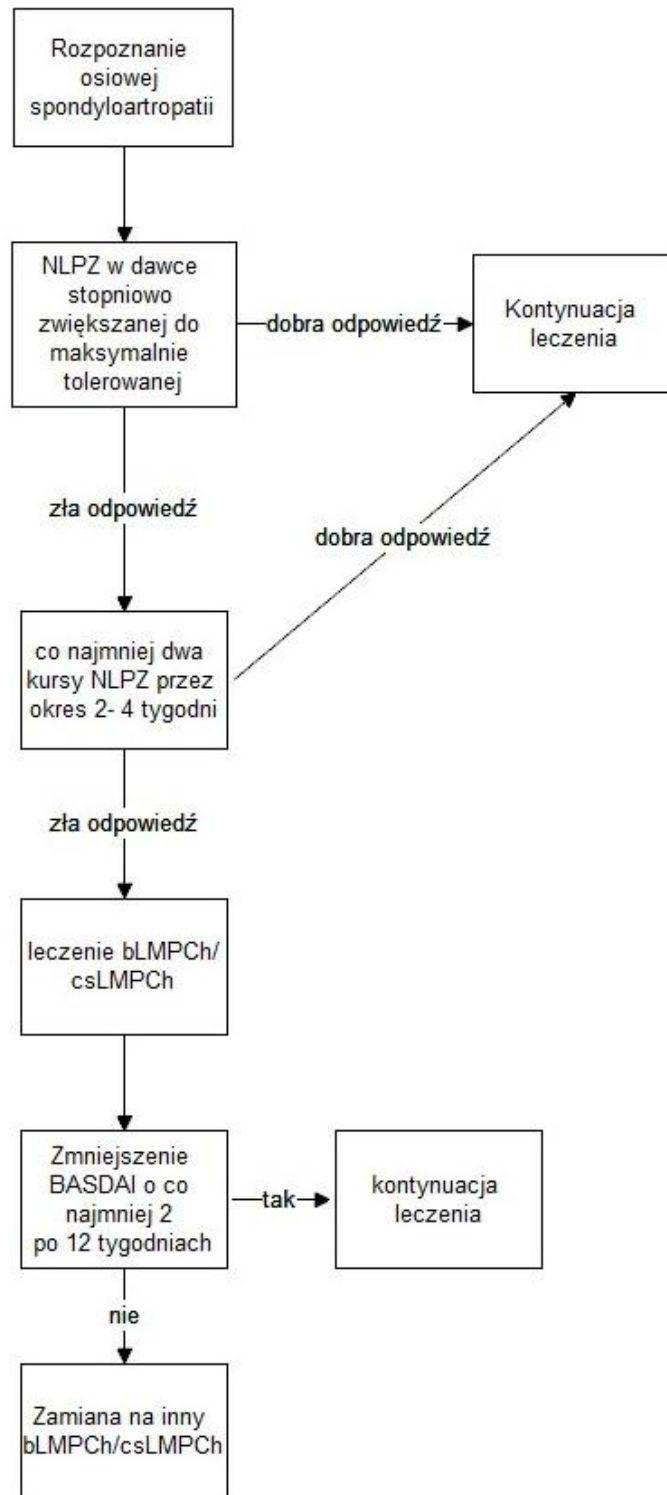 Rozpoznanie
osiowej
spondyloartropatii
NLPZ w dawce
stopniowo
zwiększanej do
maksymalnie
tolerowanej
dobra odpowiedź
Kontynuacja
leczenia
zła odpowiedź
dobra odpowiedź
co najmniej dwa
kursy NLPZ przez
okres 2- 4 tygodni
zła odpowiedź
leczenie bLMPCh/
csLMPCh
Zmniejszenie
BASDAI o co
najmniej 2
po 12 tygodniach
tak
kontynuacja
leczenia
nie
Zamiana na inny
bLMPCh/csLMPCh